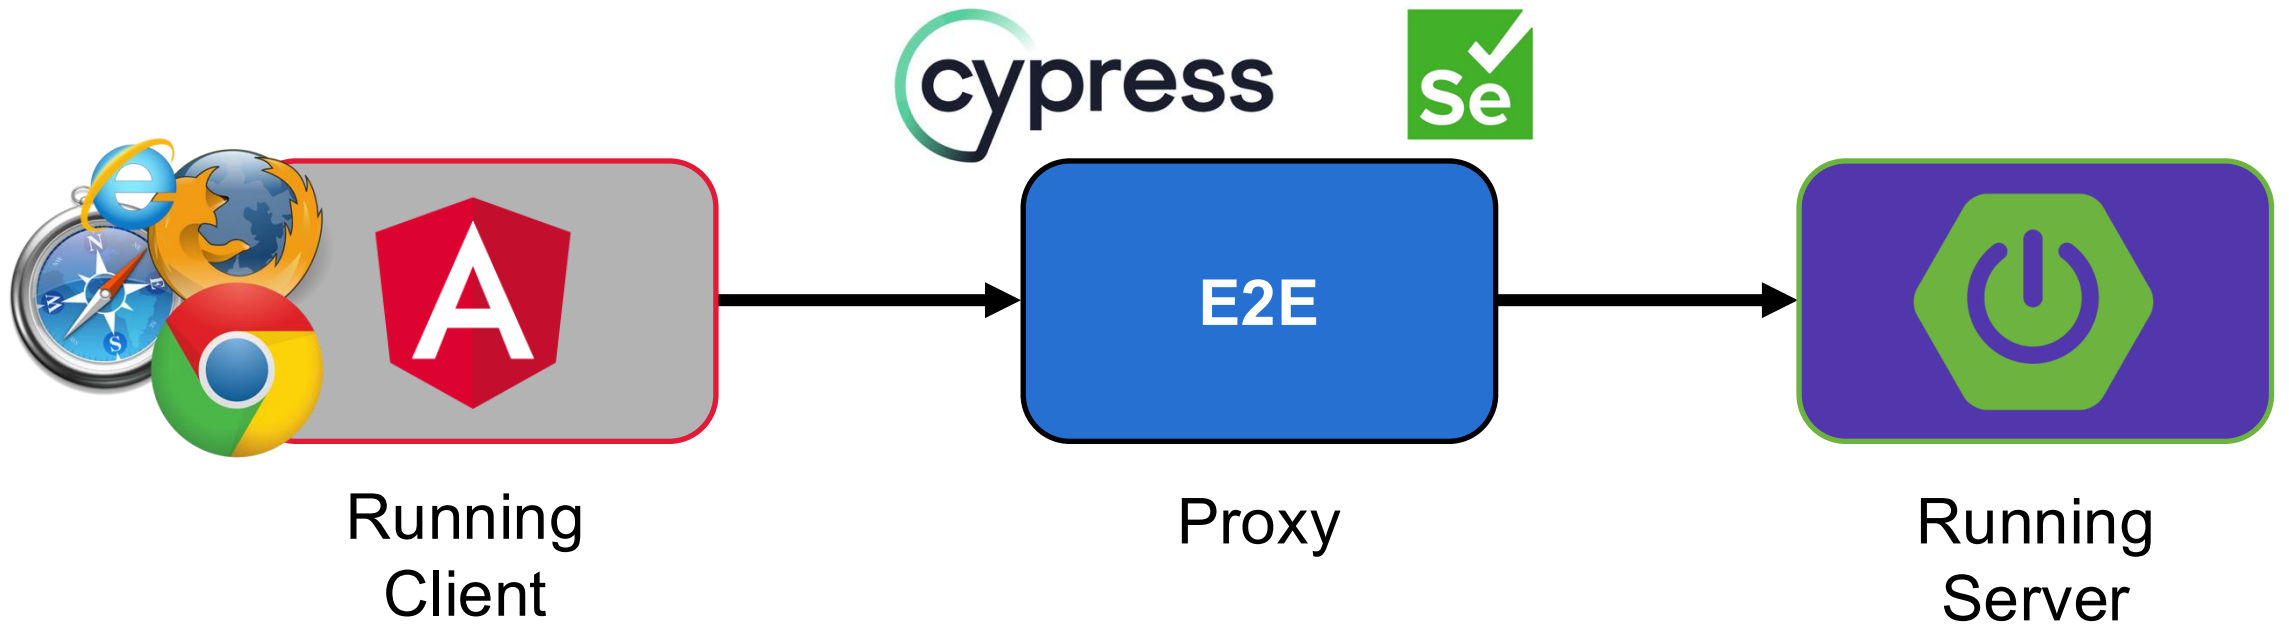 cypress
Se
E2E
Running
Client
Proxy
Running
Server